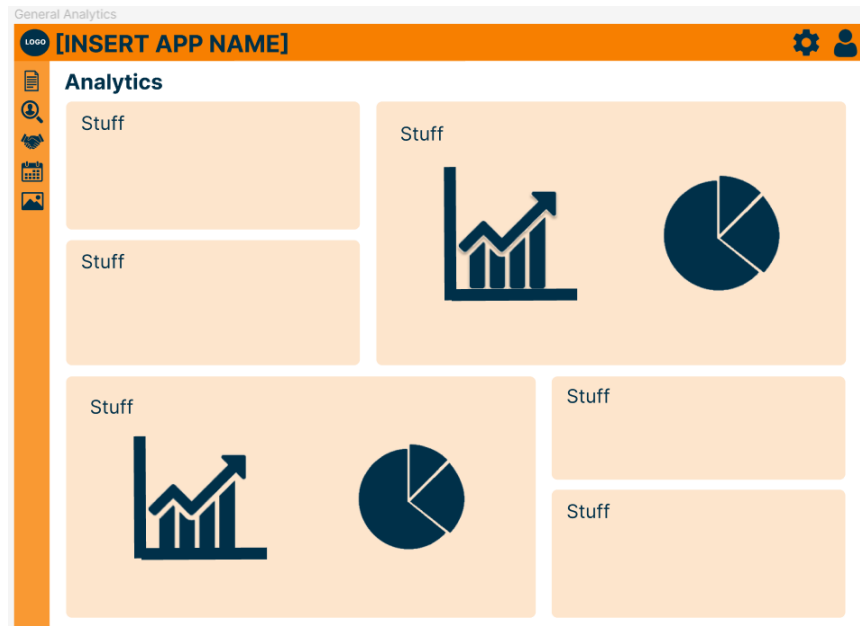 General Analytics
LOGO
[INSERT APP NAME]
Analytics
Stuff
Stuff
Stuff
Stuff
Stuff
Stuff